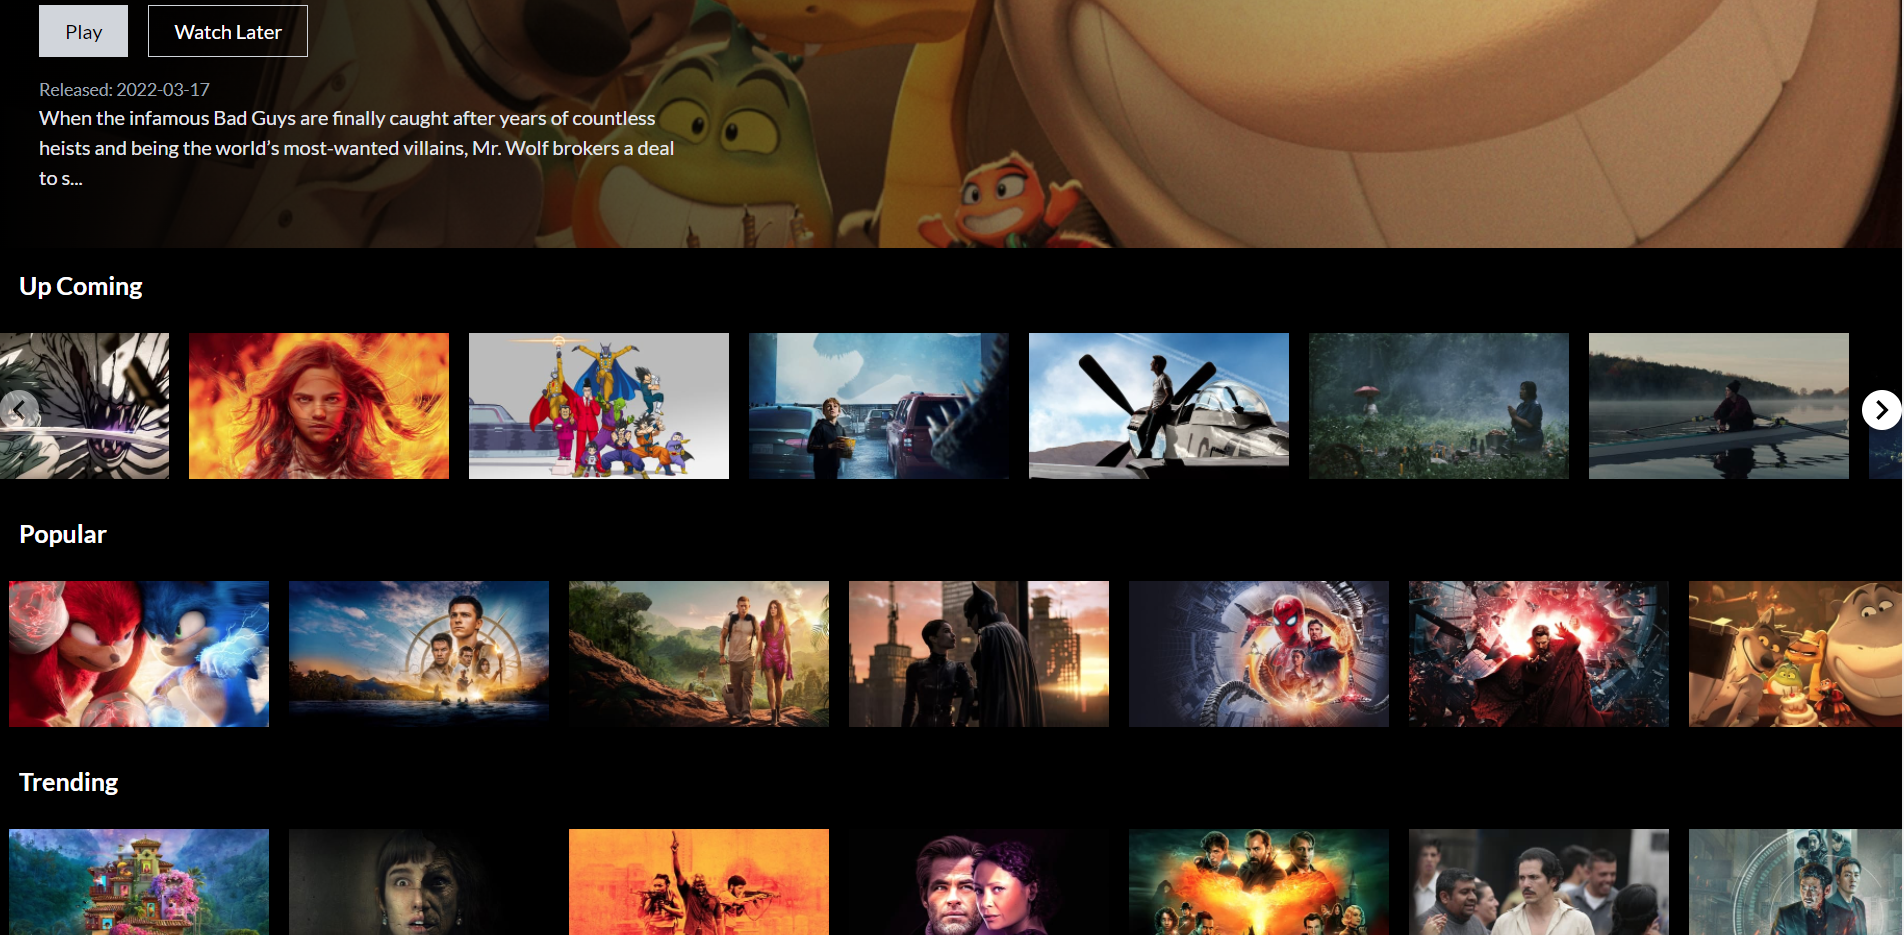 Play
Watch Later
Released: 2022-03-17
When the infamous Bad Guys are finally caught after years of countless
heists and being the world’s most-wanted villains, Mr. Wolf brokers a deal
to s...
Up Coming
Popular
Trending